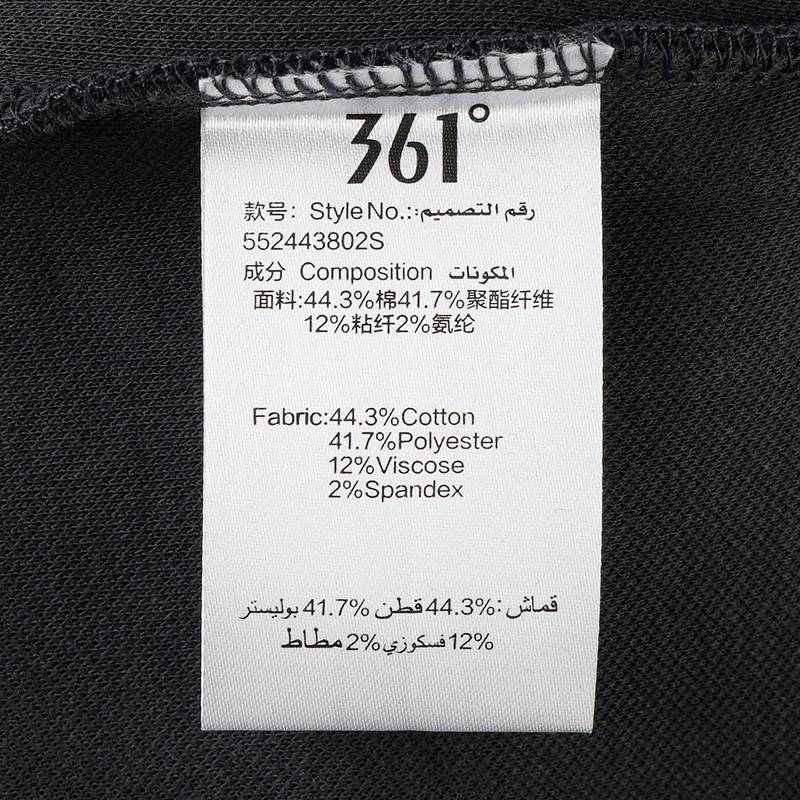 361°
款号：StyleNo.:رقم التصميم:
552443802S
成分 Composition المكونات
面料:44.3%棉41.7%聚酯纤维
12%粘纤2%氨纶
Fabric:44.3%Cotton
41.7%Polyester
12%Viscose
2%Spandex
قماش:44.3% قطن 41.7% بوليستر
12% فسكوزي 2% مطاط